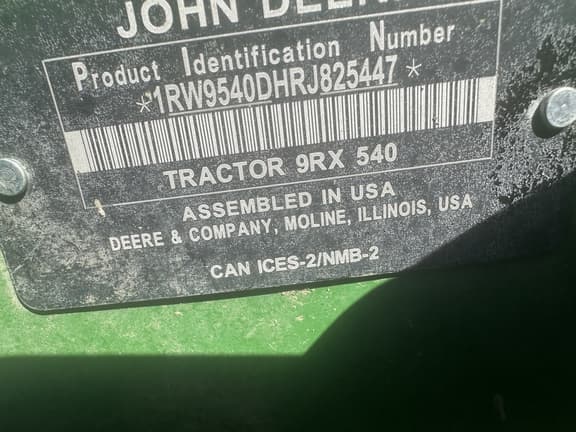 JOHN DEERE
Product Identification Number
*1RW9540DHRJ825447*
TRACTOR 9RX 540
ASSEMBLED IN USA
DEERE & COMPANY, MOLINE, ILLINOIS, USA
CAN ICES-2/NMB-2